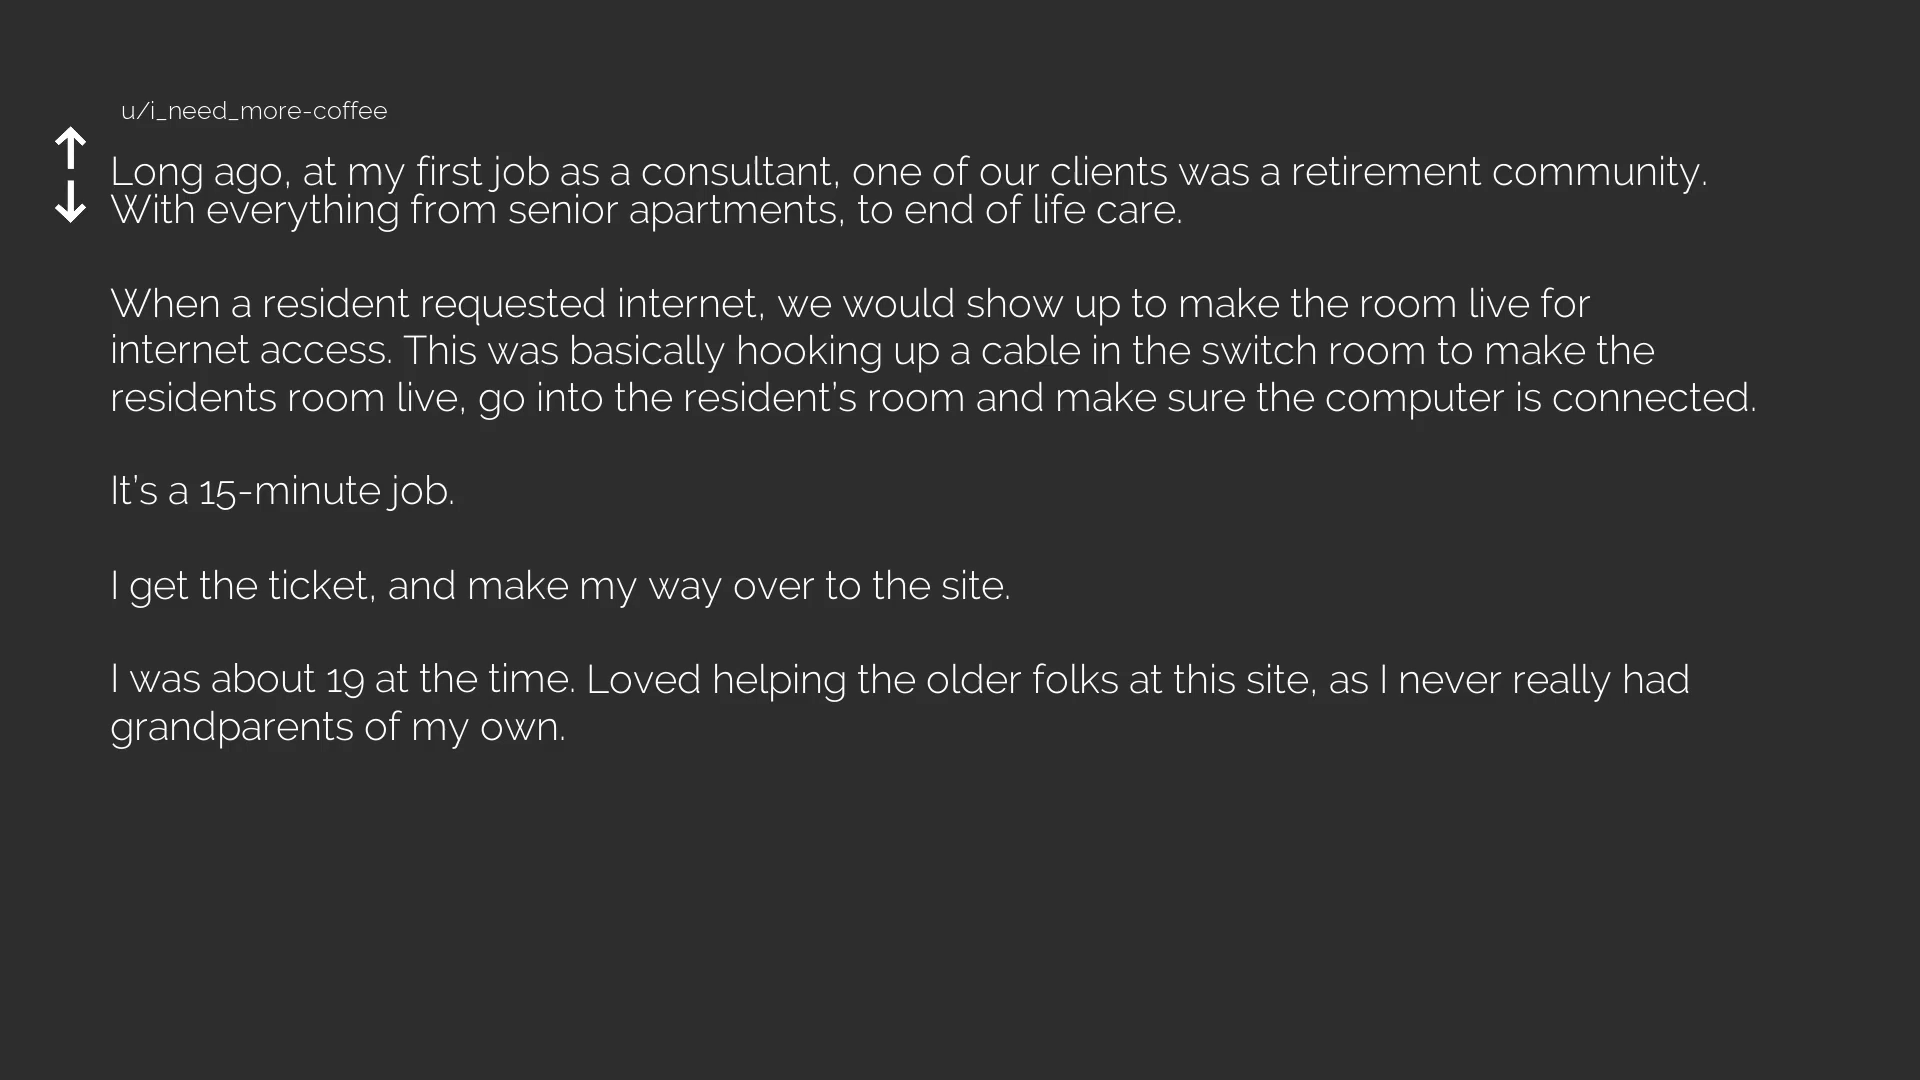 u/i_need_more-coffee
Long ago, at my first job as a consultant, one of our clients was a retirement community.
With everything from senior apartments, to end of life care.
When a resident requested internet, we would show up to make the room live for
internet access. This was basically hooking up a cable in the switch room to make the
residents room live, go into the resident’s room and make sure the computer is connected.
It’s a 15-minute job.
I get the ticket, and make my way over to the site.
I was about 19 at the time. Loved helping the older folks at this site, as I never really had
grandparents of my own.